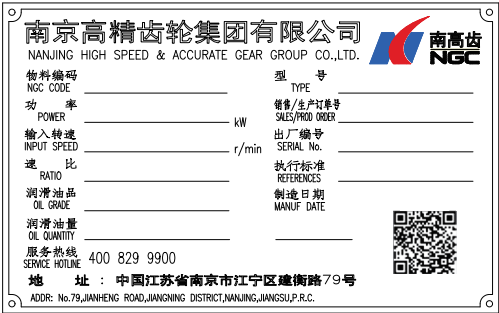 南京高精齿轮集团有限公司
NANJING HIGH SPEED & ACCURATE GEAR GROUP CO.,LTD.
南高齿
NGC
物料编码
NGC CODE
型 号
TYPE
功 率
POWER
kW
销售/生产订单号
SALES/PROD ORDER
输入转速
INPUT SPEED
r/min
出厂编号
SERIAL No.
速 比
RATIO
执行标准
REFERENCES
润滑油品
OIL GRADE
制造日期
MANUF DATE
润滑油量
OIL QUANTITY
服务热线
SERVICE HOTLINE
400 829 9900
地 址: 中国江苏省南京市江宁区建衡路79号
ADDR: No.79,JIANHENG ROAD,JIANGNING DISTRICT,NANJING,JIANGSU,P.R.C.